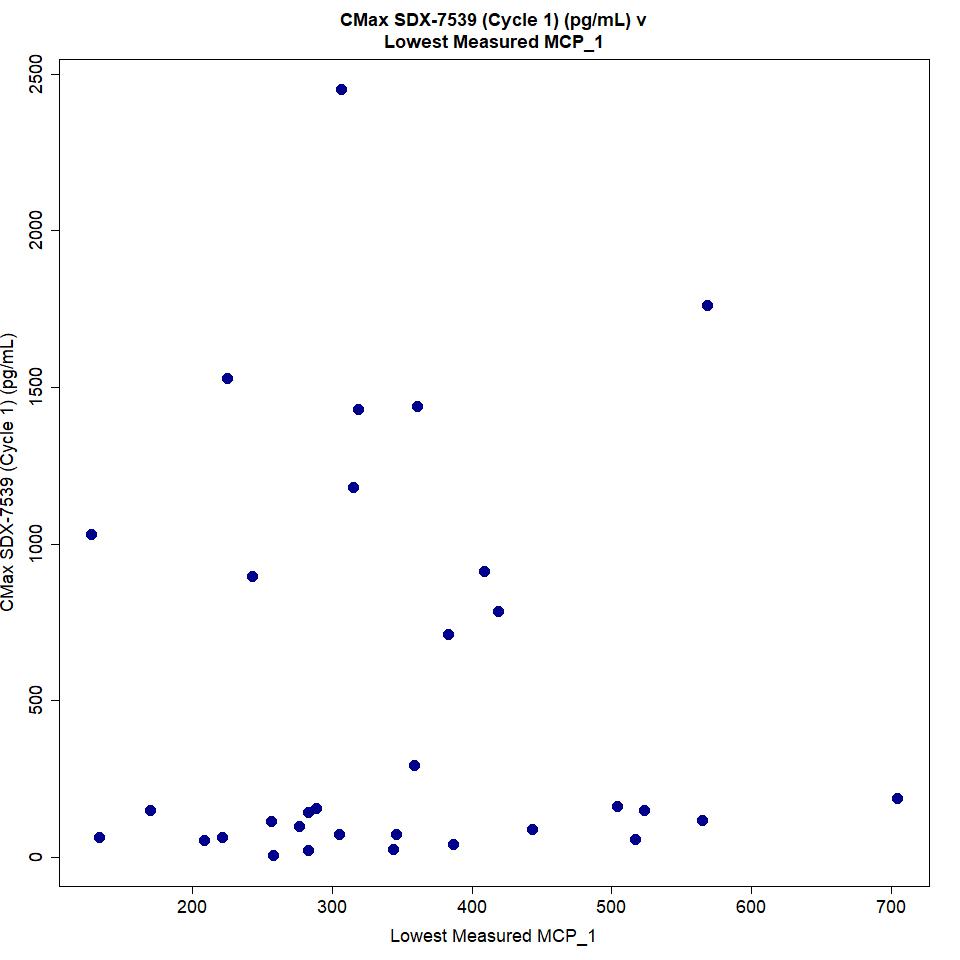 CMax SDX-7539 (Cycle 1) (pg/mL) v
Lowest Measured MCP_1
CMax SDX-7539 (Cycle 1) (pg/mL)
2500
2000
1500
1000
500
0
200 300 400 500 600 700
Lowest Measured MCP_1